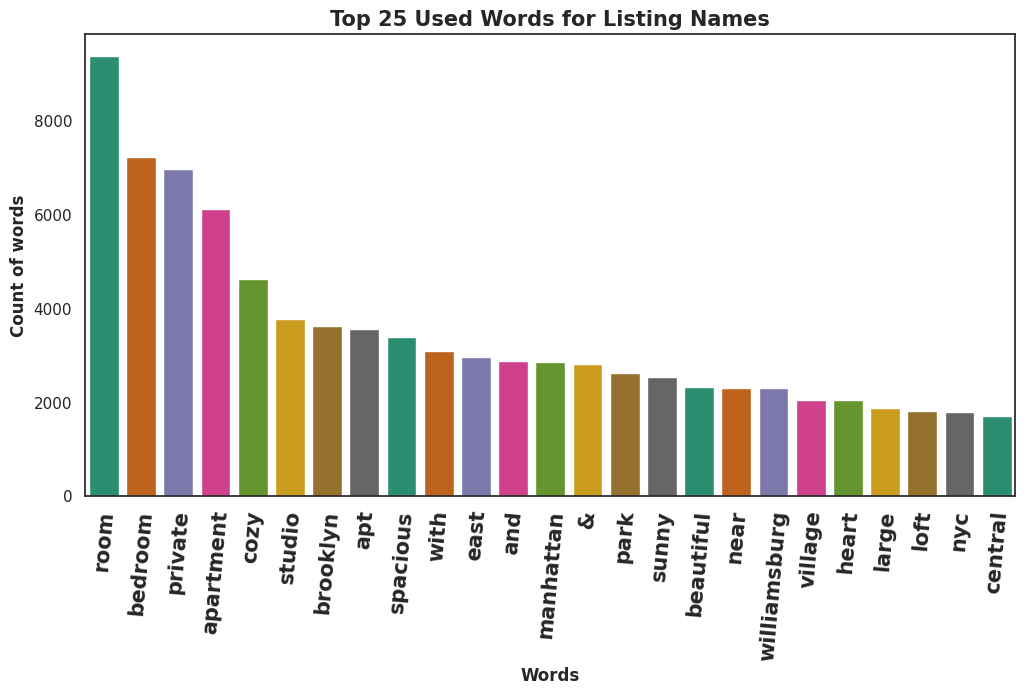 Top 25 Used Words for Listing Names
Count of words
8000
6000
4000
2000
0
room
bedroom
private
apartment
cozy
studio
brooklyn
apt
spacious
with
east
and
manhattan
&
park
sunny
beautiful
near
williamsburg
village
heart
large
loft
nyc
central
Words